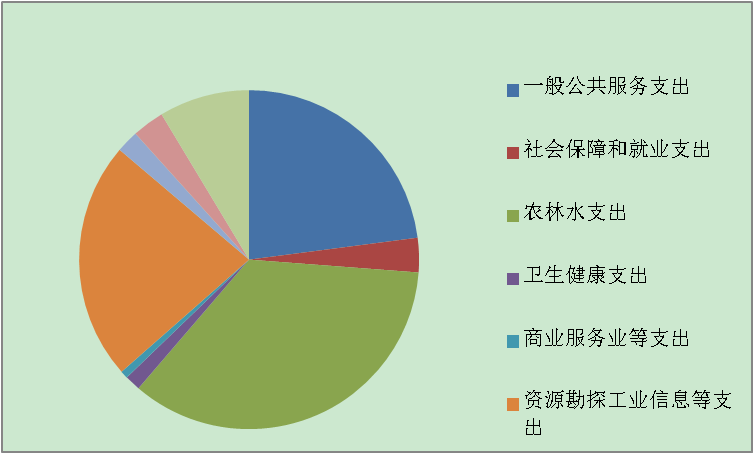 一般公共服务支出
社会保障和就业支出
农林水支出
卫生健康支出
商业服务业等支出
资源勘探工业信息等支
出